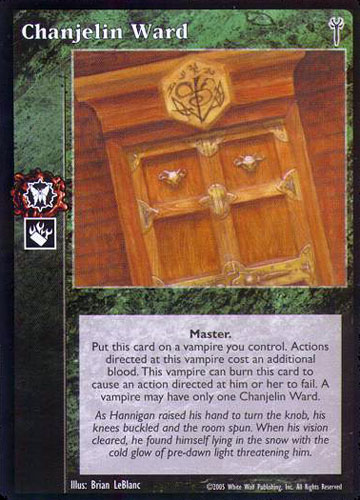 Chanjelin Ward
Master.
Put this card on a vampire you control. Actions
directed at this vampire cost an additional
blood. This vampire can burn this card to
cause an action directed at him or her to fail. A
vampire may have only one Chanjelin Ward.
As Hannigan raised his hand to turn the knob, his
knees buckled and the room spun. When his vision
cleared, he found himself lying in the snow with the
cold glow of pre-dawn light threatening him.
Illus: Brian LeBlanc
©2005 White Wolf Publishing, Inc. All Rights Reserved